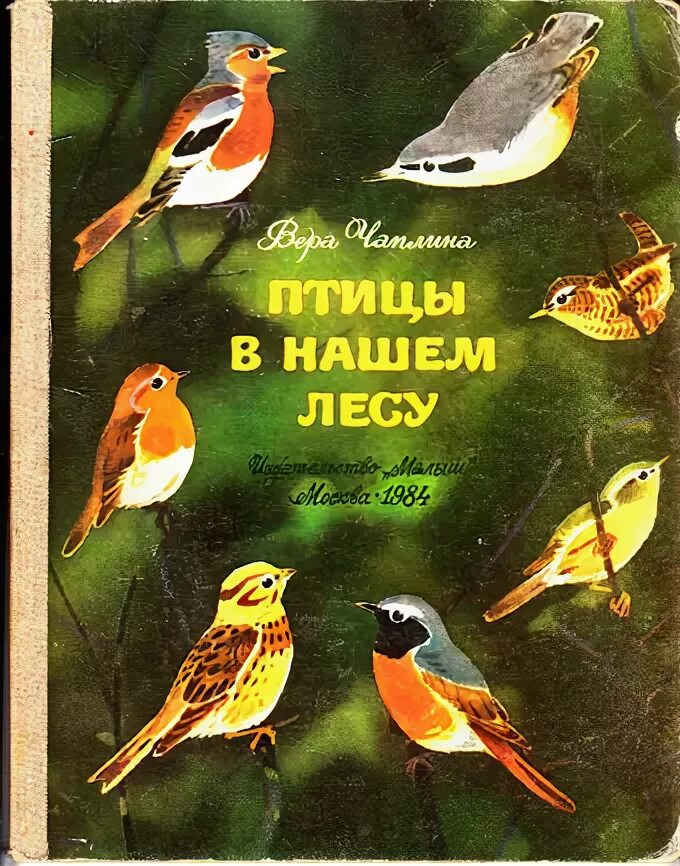 Вера Чаплина
ПТИЦЫ
В НАШЕМ
ЛЕСУ
Издательство „Малыш"
Москва · 1984